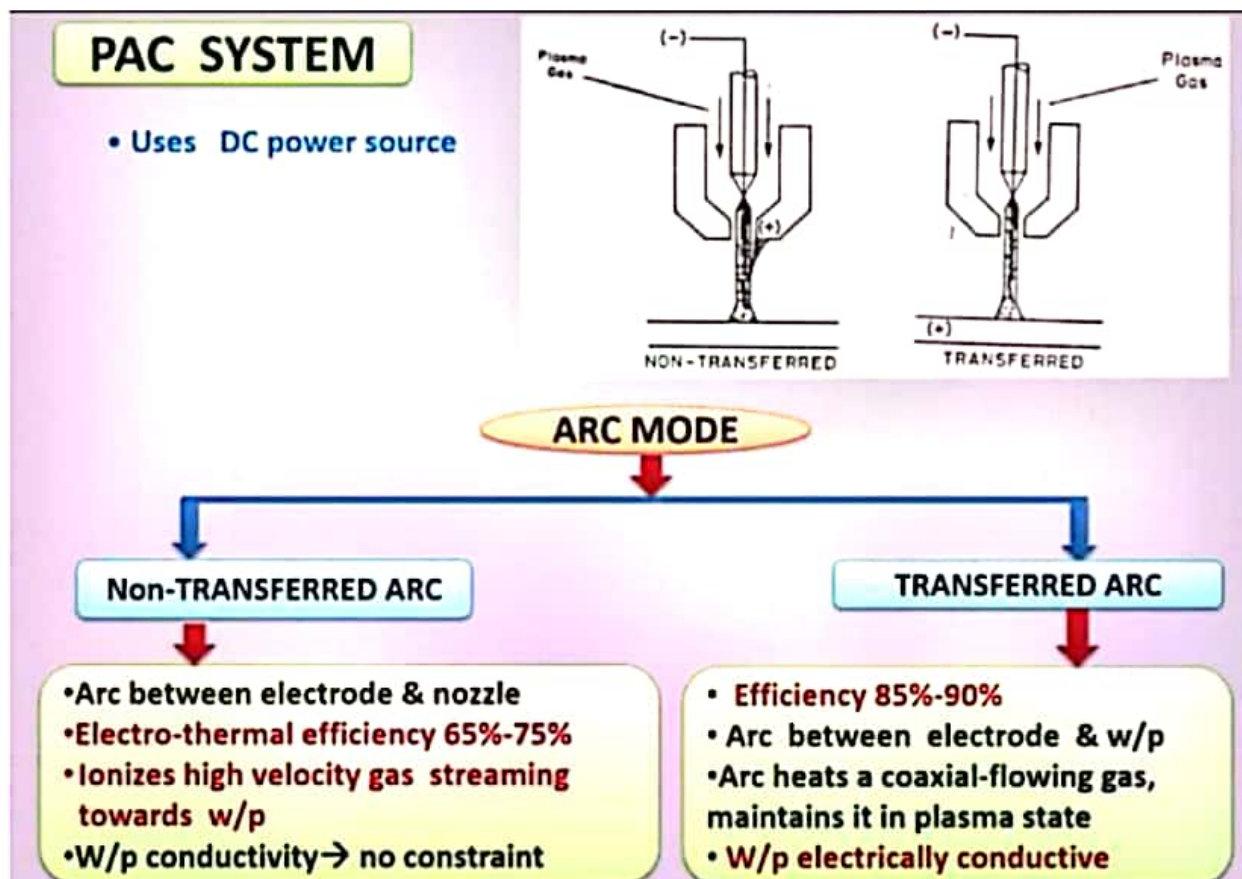 PAC SYSTEM
• Uses DC power source
(-)
Plasma
Gas
(+)
NON-TRANSFERRED
(-)
Plasma
Gas
(+)
TRANSFERRED
ARC MODE
Non-TRANSFERRED ARC
•Arc between electrode & nozzle
•Electro-thermal efficiency 65%-75%
•Ionizes high velocity gas streaming
towards w/p
•W/p conductivity→ no constraint
TRANSFERRED ARC
• Efficiency 85%-90%
• Arc between electrode & w/p
•Arc heats a coaxial-flowing gas,
maintains it in plasma state
• W/p electrically conductive